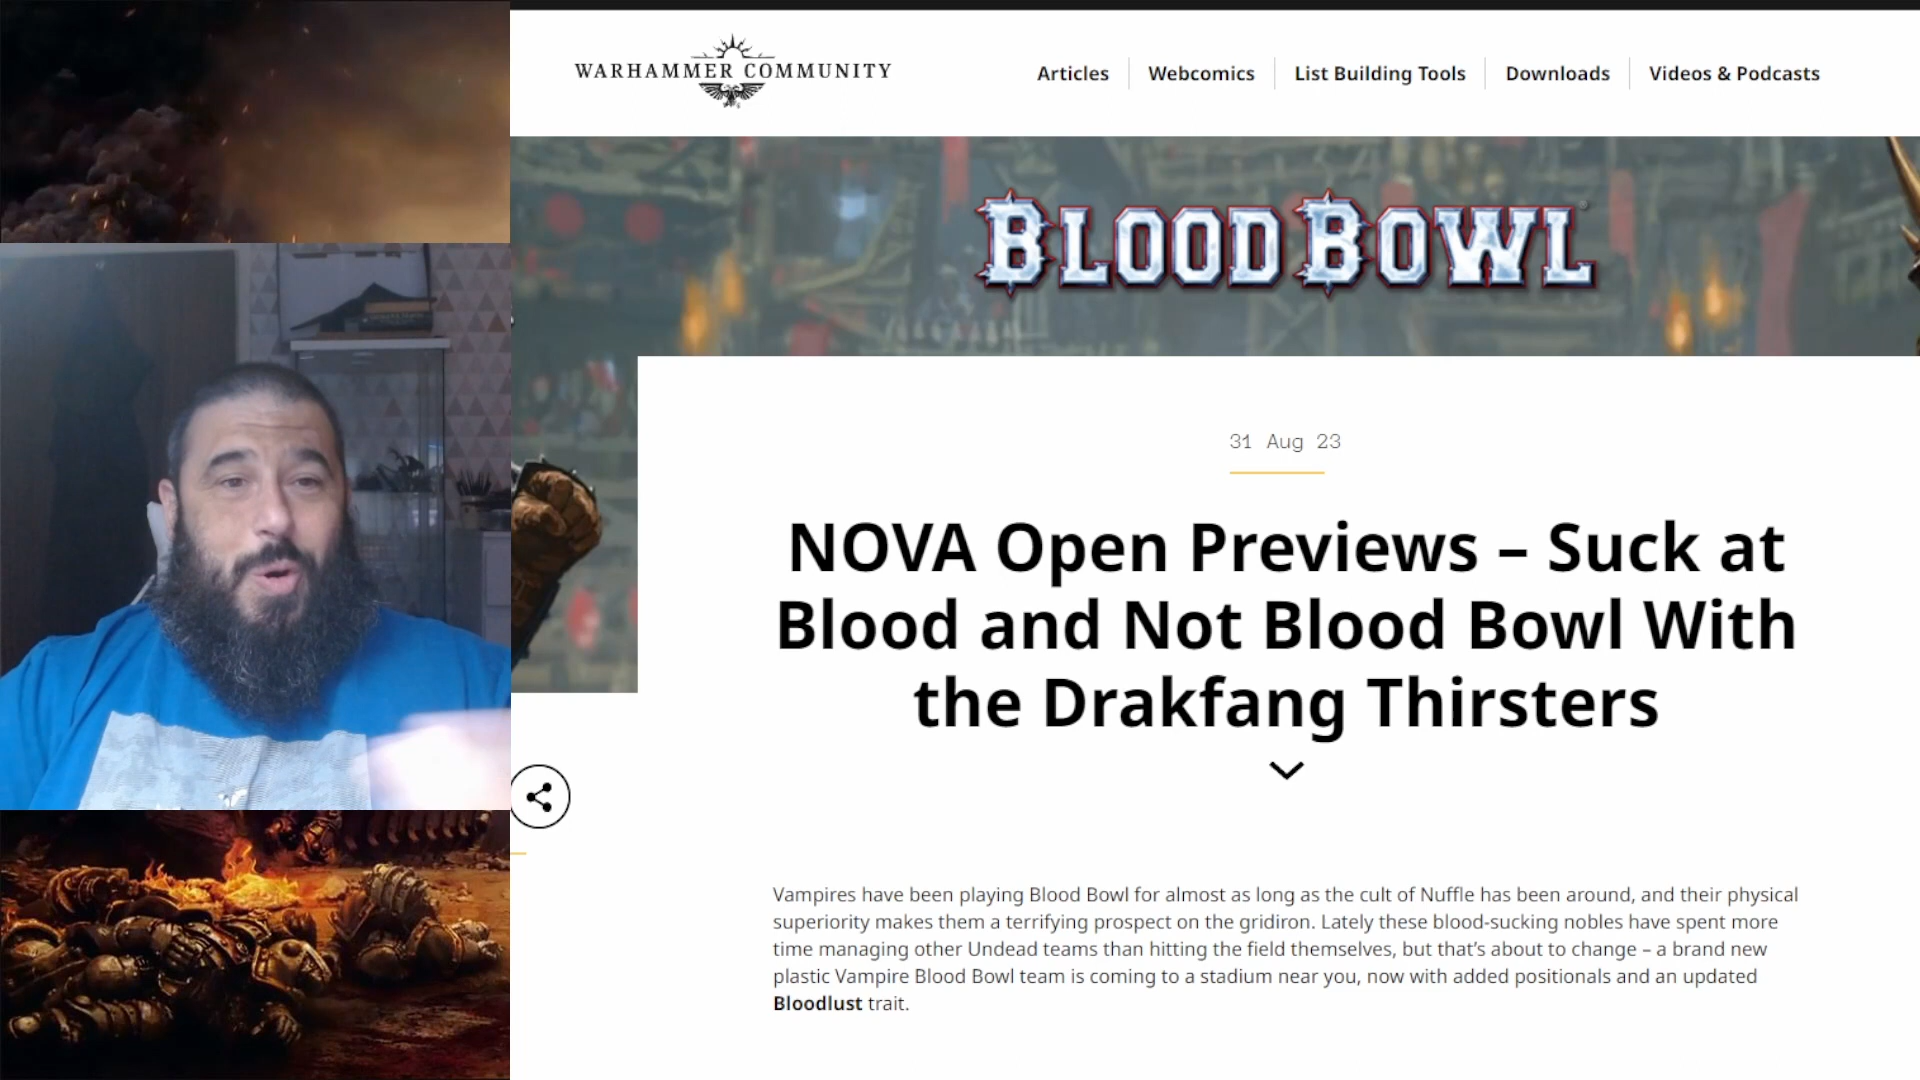 WARHAMMER COMMUNITY
Articles
Webcomics
List Building Tools
Downloads
Videos & Podcasts
BLOOD BOWL
31 Aug 23
NOVA Open Previews – Suck at
Blood and Not Blood Bowl With
the Drakfang Thirsters
Vampires have been playing Blood Bowl for almost as long as the cult of Nuffle has been around, and their physical
superiority makes them a terrifying prospect on the gridiron. Lately these blood-sucking nobles have spent more
time managing other Undead teams than hitting the field themselves, but that’s about to change – a brand new
plastic Vampire Blood Bowl team is coming to a stadium near you, now with added positionals and an updated
Bloodlust trait.